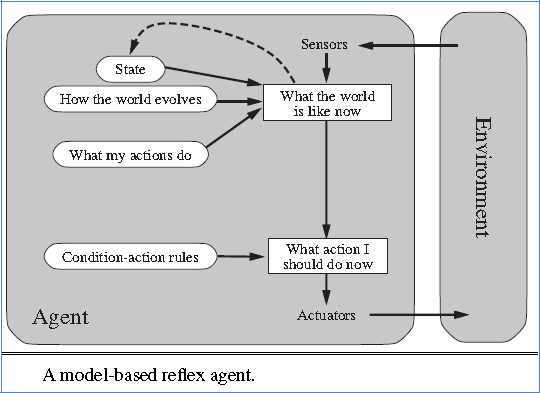 Sensors
State
How the world evolves
What the world
is like now
What my actions do
Condition-action rules
What action I
should do now
Agent
Actuators
Environment
A model-based reflex agent.